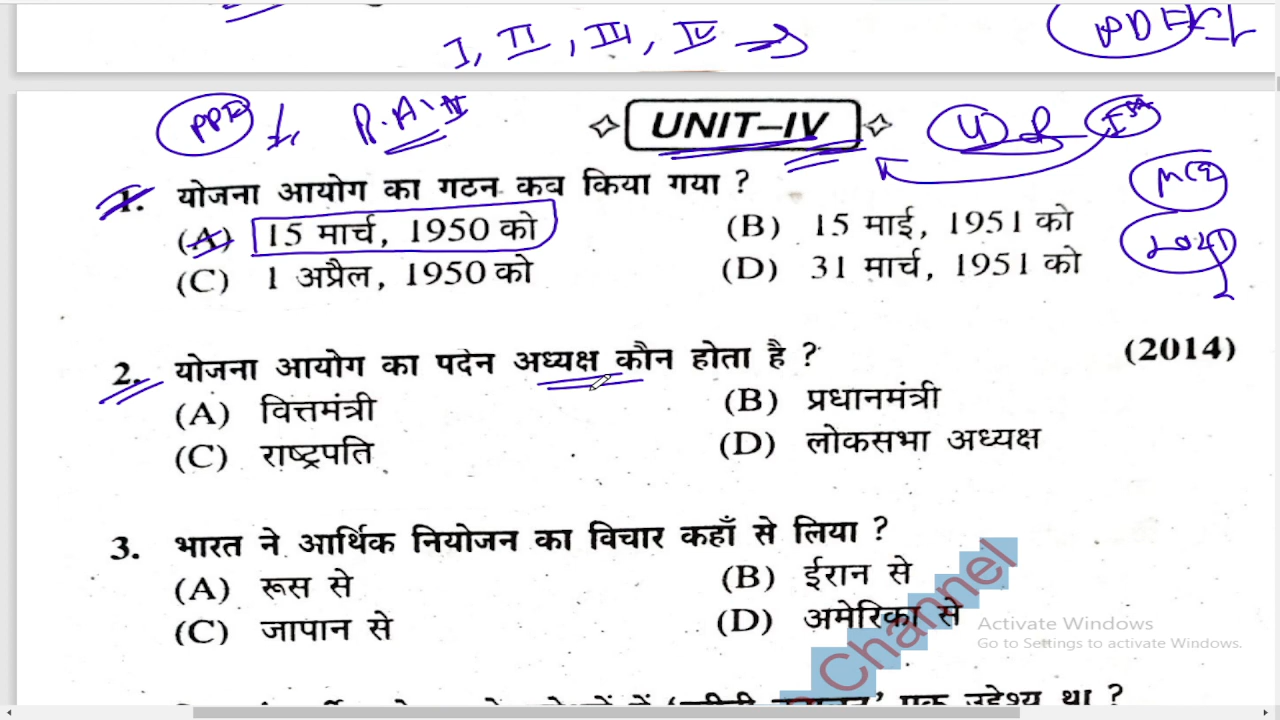 I, II, III, IV
UNIT–IV
1. योजना आयोग का गठन कब किया गया ?
(A) 15 मार्च, 1950 को (B) 15 माई, 1951 को
(C) 1 अप्रैल, 1950 को (D) 31 मार्च, 1951 को
2. योजना आयोग का पदेन अध्यक्ष कौन होता है ? (2014)
(A) वित्तमंत्री (B) प्रधानमंत्री
(C) राष्ट्रपति (D) लोकसभा अध्यक्ष
3. भारत ने आर्थिक नियोजन का विचार कहाँ से लिया ?
(A) रूस से (B) ईरान से
(C) जापान से (D) अमेरिका से
Channel
Activate Windows
Go to Settings to activate Windows.
एक उद्देश्य था ?